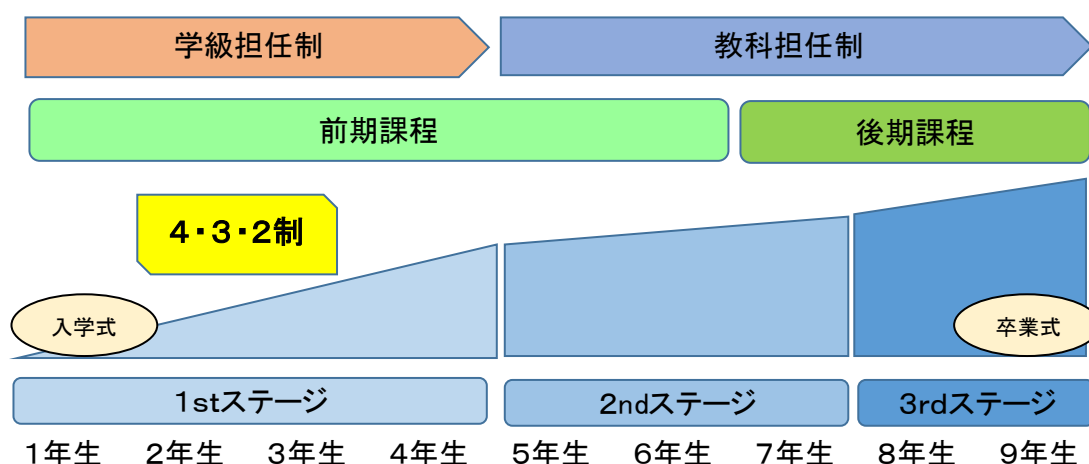 学級担任制
教科担任制
前期課程
後期課程
4・3・2制
入学式
卒業式
1stステージ
2ndステージ
3rdステージ
1年生 2年生 3年生 4年生 5年生 6年生 7年生 8年生 9年生